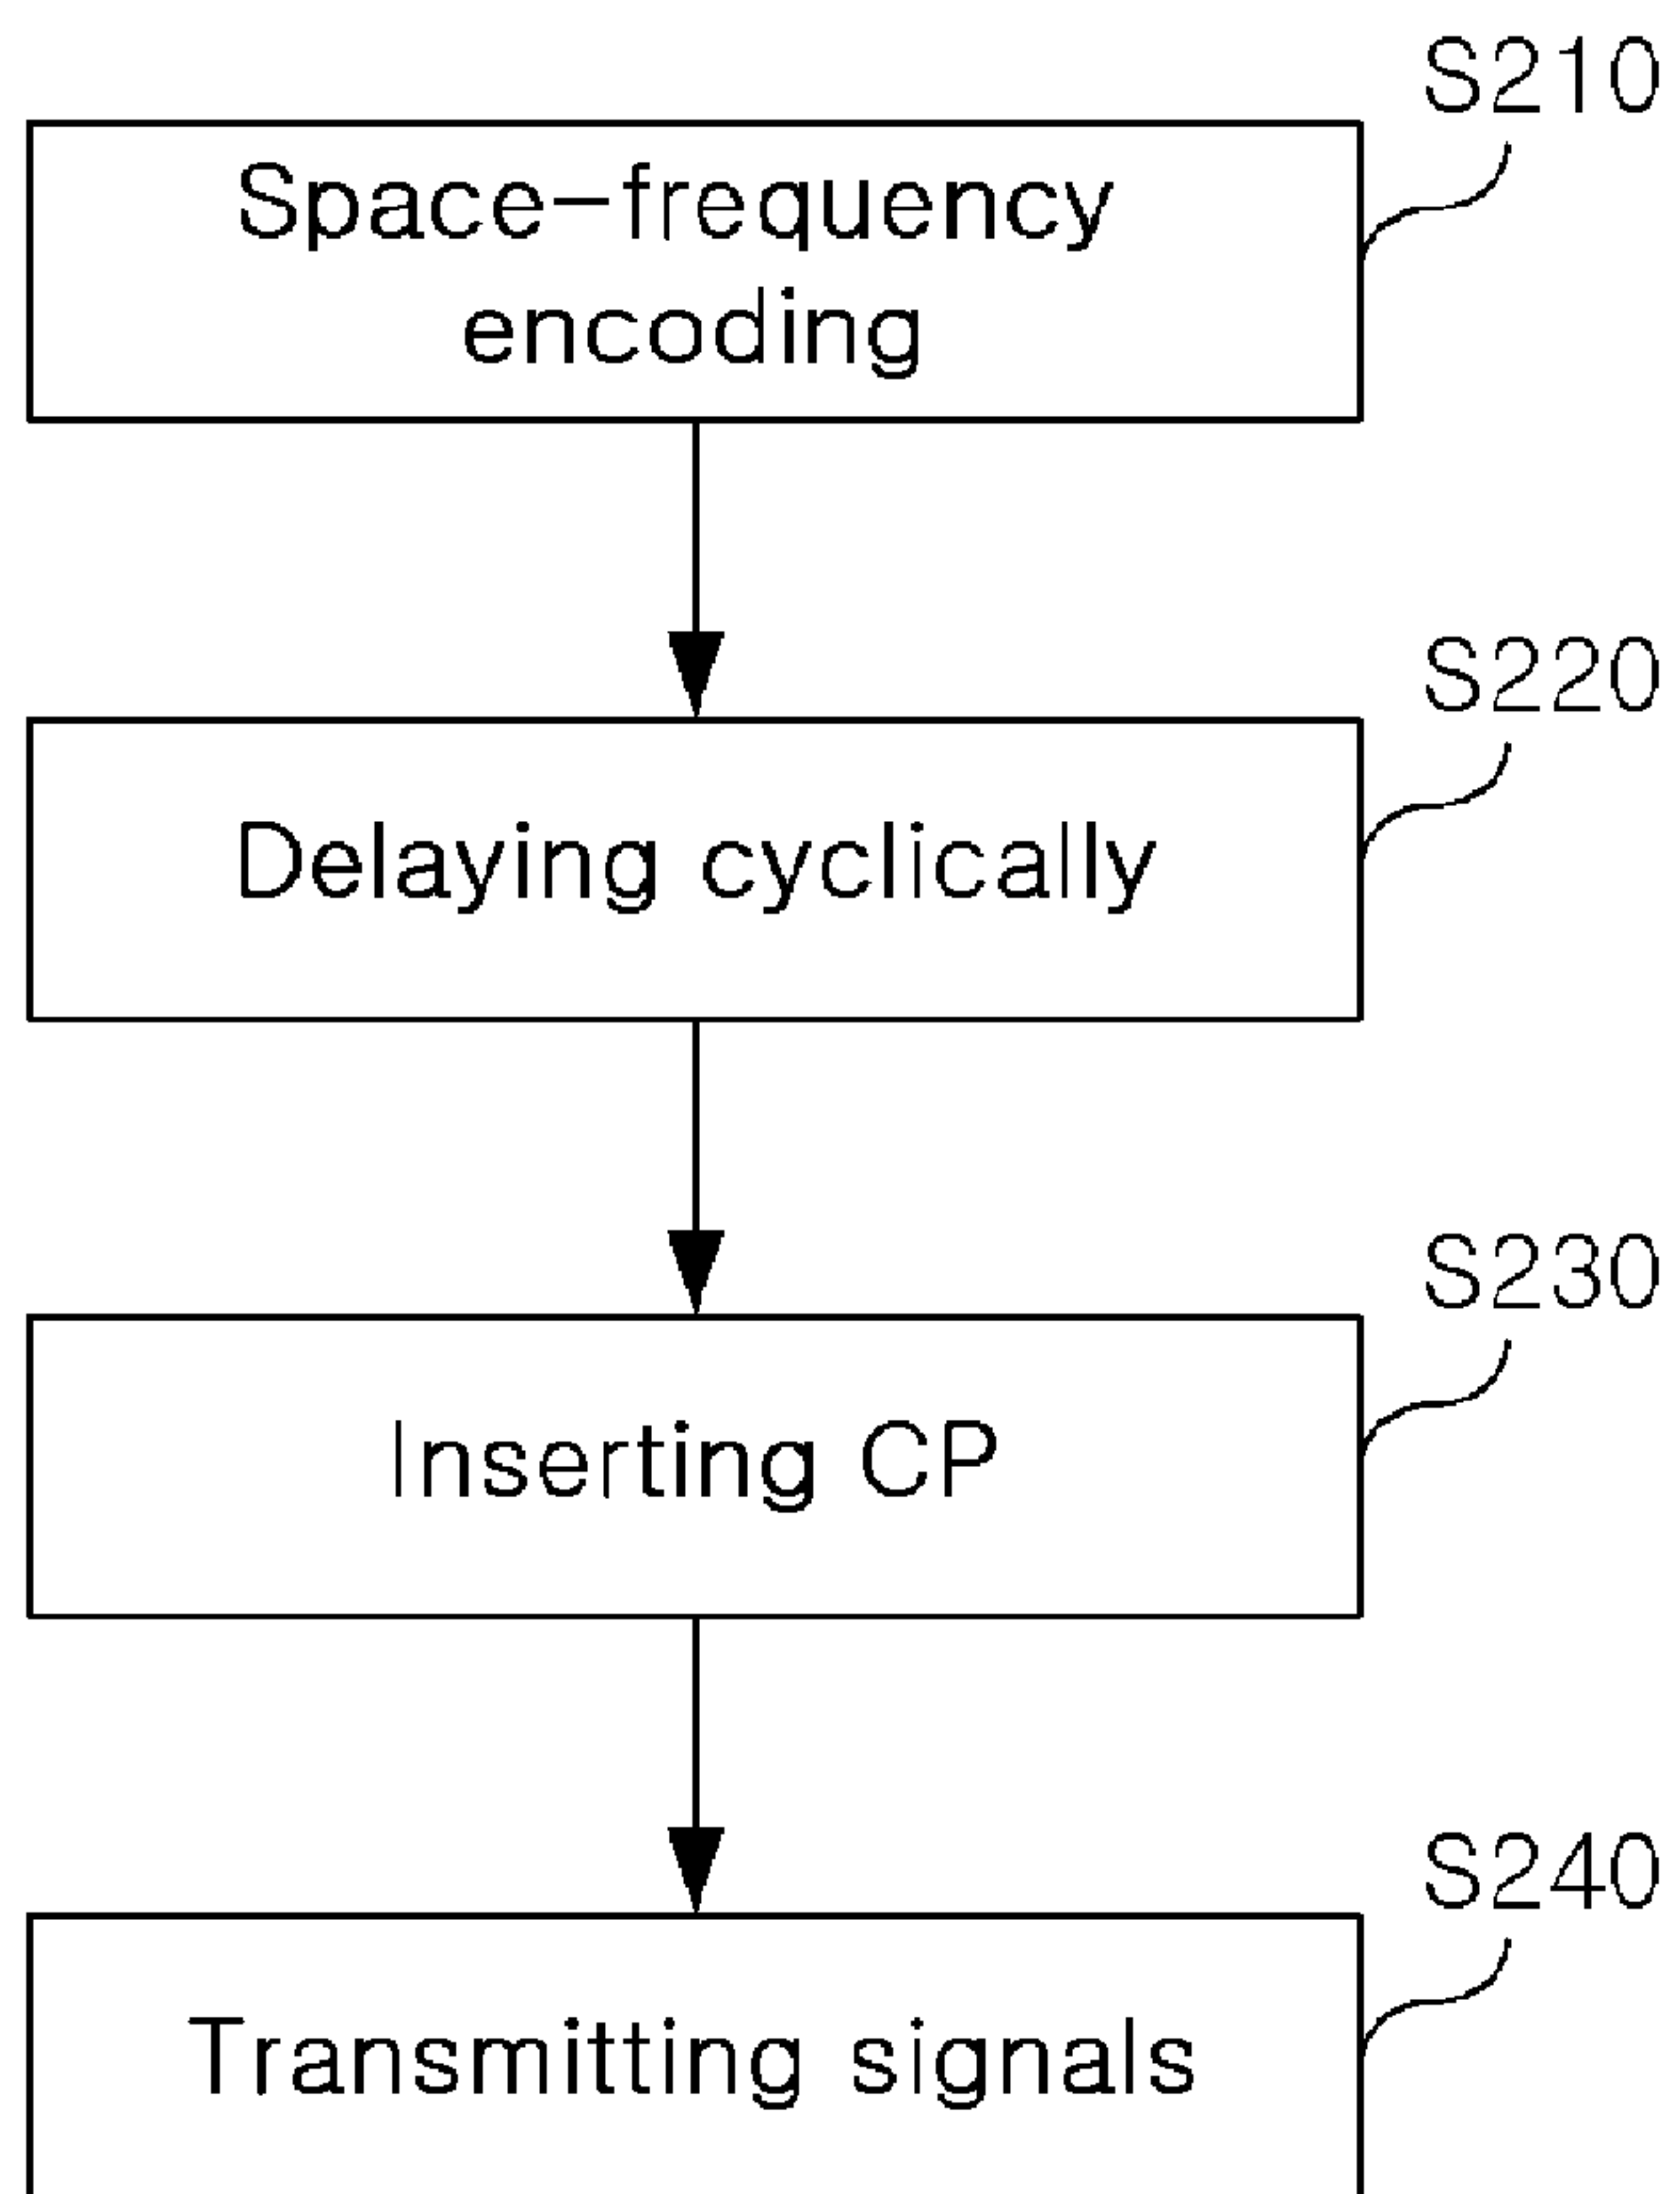 S210
Space-frequency
encoding
S220
Delaying cyclically
S230
Inserting CP
S240
Transmitting signals